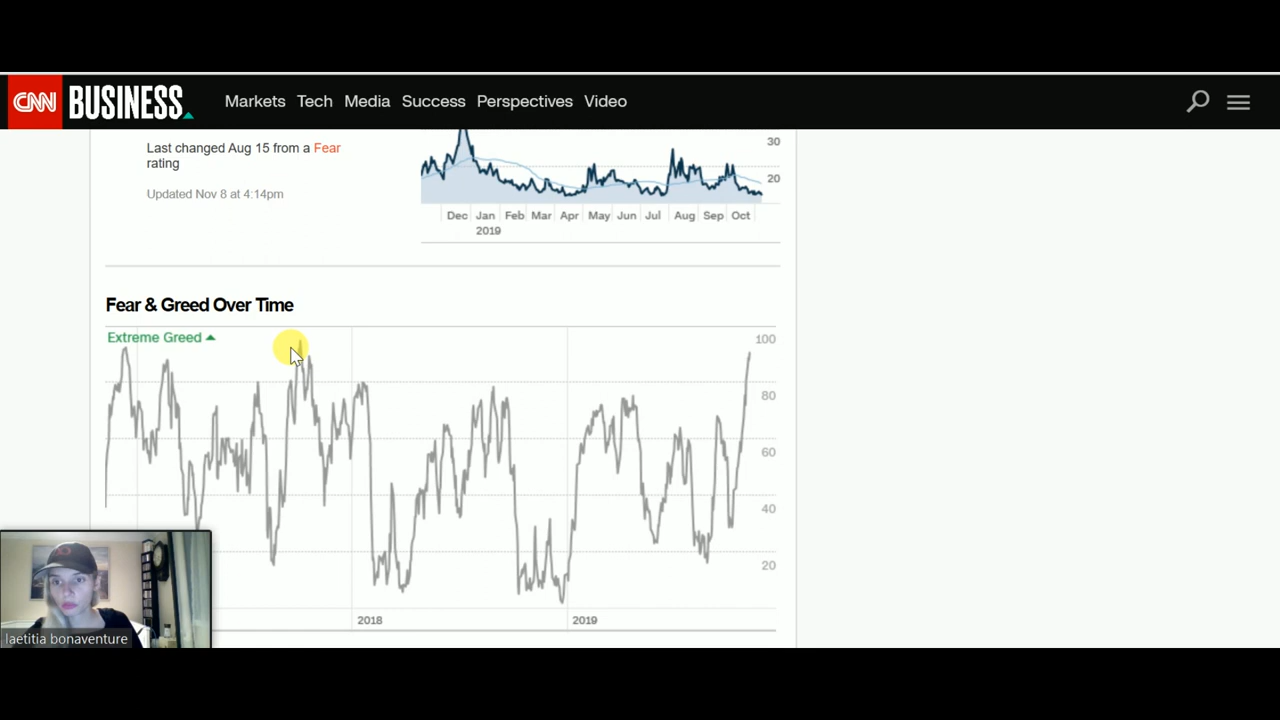 CNN BUSINESS Markets Tech Media Success Perspectives Video
Last changed Aug 15 from a Fear
rating
Updated Nov 8 at 4:14pm
30
20
Dec Jan Feb Mar Apr May Jun Jul Aug Sep Oct
2019
Fear & Greed Over Time
Extreme Greed
100
80
60
40
20
2018 2019
laetitia bonaventure